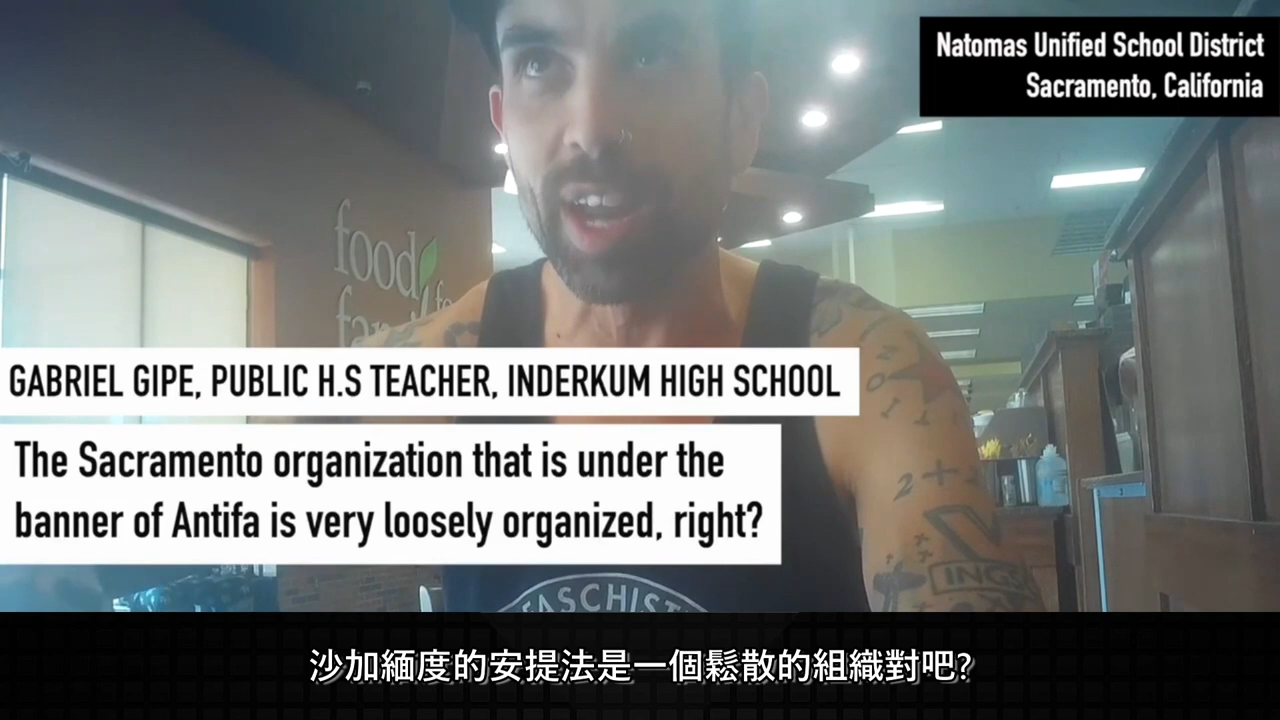 Natomas Unified School District
Sacramento, California
food
GABRIEL GIPE, PUBLIC H.S TEACHER, INDERKUM HIGH SCHOOL
The Sacramento organization that is under the
banner of Antifa is very loosely organized, right?
沙加緬度的安提法是一個鬆散的組織對吧?